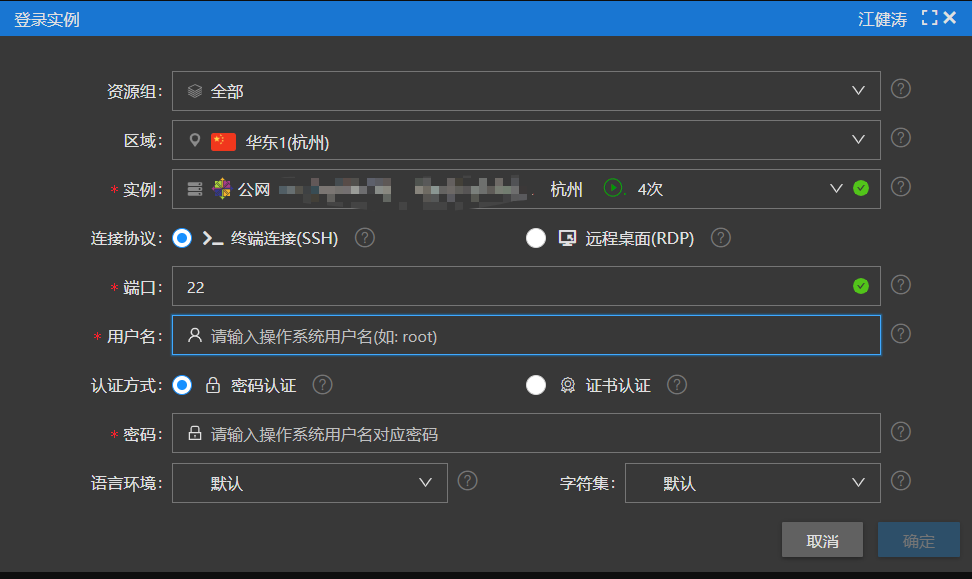 登录实例 江健涛
资源组: 全部
区域: 华东1(杭州)
* 实例: 公网 杭州 4次
连接协议: 终端连接(SSH) 远程桌面(RDP)
* 端口: 22
* 用户名: 请输入操作系统用户名(如: root)
认证方式: 密码认证 证书认证
* 密码: 请输入操作系统用户名对应密码
语言环境: 默认 字符集: 默认
取消 确定